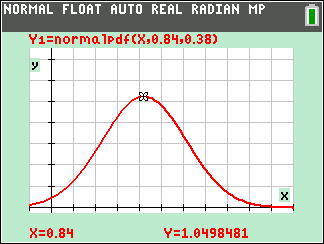 NORMAL FLOAT AUTO REAL RADIAN MP
Y1=normalpdf(X,0.84,0.38)
y
x
X=0.84 Y=1.0498481